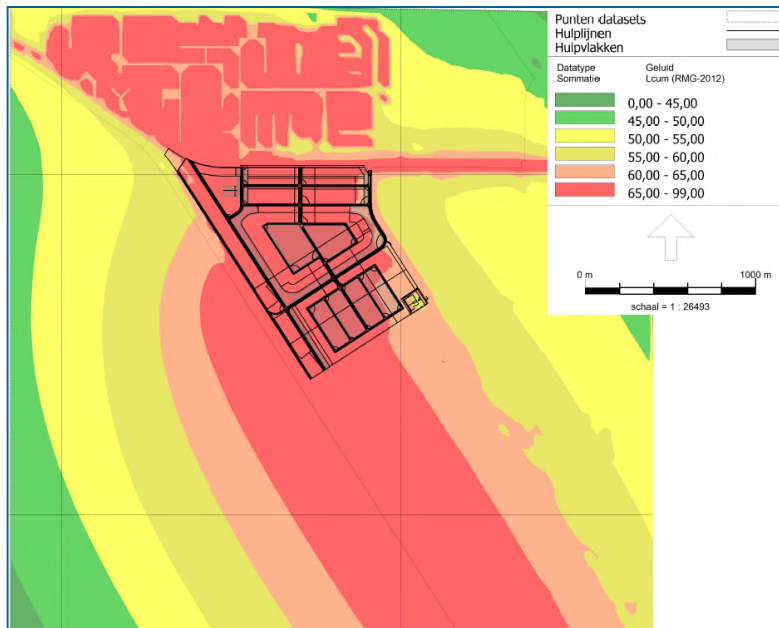 Punten datasets
Hulplijnen
Hulpvlakken
Datatype Geluid
Sommatie Lcum (RMG-2012)
0,00 - 45,00
45,00 - 50,00
50,00 - 55,00
55,00 - 60,00
60,00 - 65,00
65,00 - 99,00
0 m 1000 m
schaal = 1 : 26493